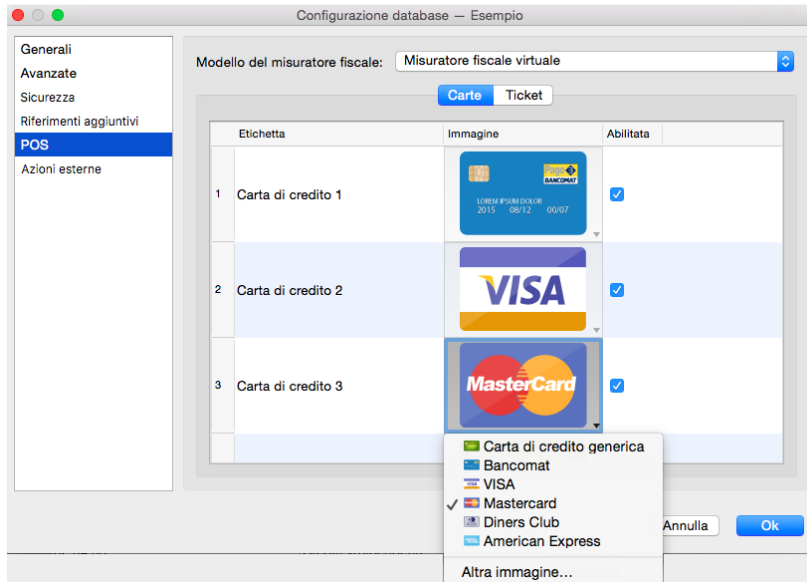 Configurazione database — Esempio
Generali
Avanzate
Sicurezza
Riferimenti aggiuntivi
POS
Azioni esterne
Modello del misuratore fiscale: Misuratore fiscale virtuale
Carte Ticket
Etichetta Immagine Abilitata
1 Carta di credito 1
Pago
BANCOMAT
LOREM IPSUM DOLOR
2015 08/12 00/07
2 Carta di credito 2
VISA
3 Carta di credito 3
MasterCard
Carta di credito generica
Bancomat
VISA
✓ Mastercard
Diners Club
American Express
Altra immagine...
Annulla Ok